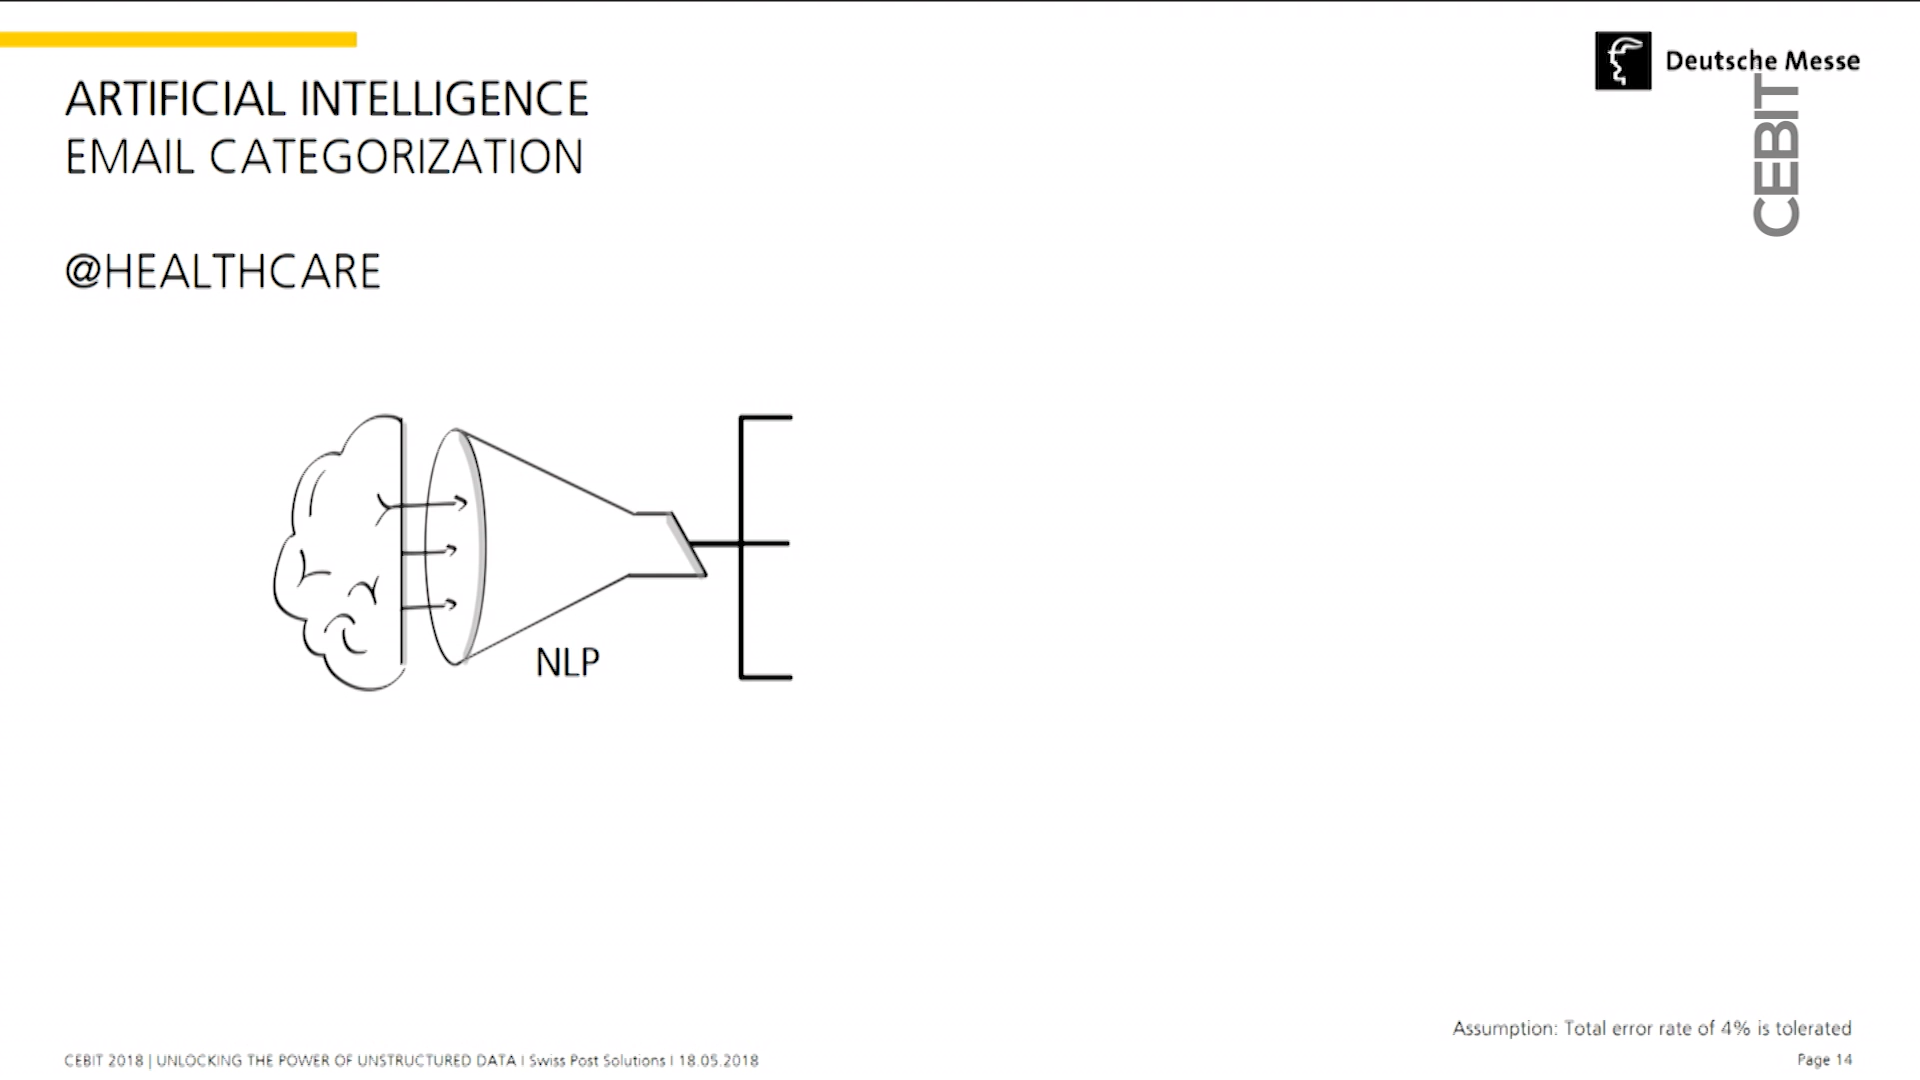 Deutsche Messe
CEBIT
ARTIFICIAL INTELLIGENCE
EMAIL CATEGORIZATION
@HEALTHCARE
NLP
Assumption: Total error rate of 4% is tolerated
CEBIT 2018 | UNLOCKING THE POWER OF UNSTRUCTURED DATA I Swiss Post Solutions I 18.05.2018
Page 14